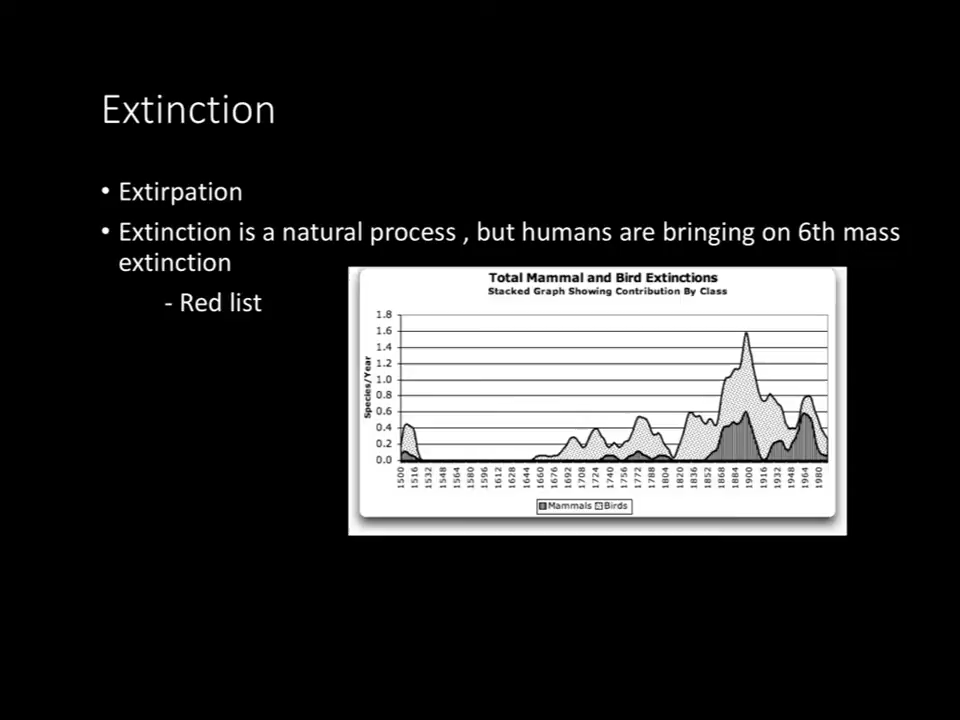 Extinction
• Extirpation
• Extinction is a natural process , but humans are bringing on 6th mass
extinction
- Red list
Total Mammal and Bird Extinctions
Stacked Graph Showing Contribution By Class
Species/Year
1.8
1.6
1.4
1.2
1.0
0.8
0.6
0.4
0.2
0.0
1500 1516 1532 1548 1564 1580 1596 1612 1628 1644 1660 1676 1692 1708 1724 1740 1756 1772 1788 1804 1820 1836 1852 1868 1884 1900 1916 1932 1948 1964 1980
Mammals Birds